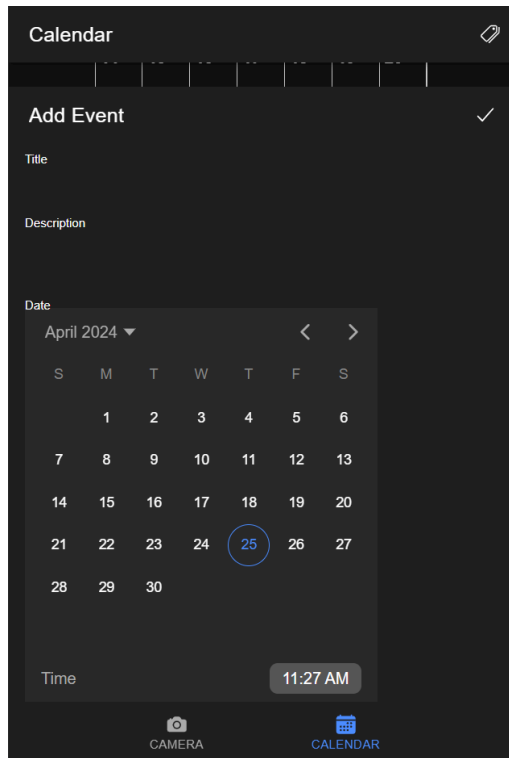 Calendar
Add Event
Title
Description
Date
April 2024
S M T W T F S
1 2 3 4 5 6
7 8 9 10 11 12 13
14 15 16 17 18 19 20
21 22 23 24 25 26 27
28 29 30
Time 11:27 AM
CAMERA CALENDAR